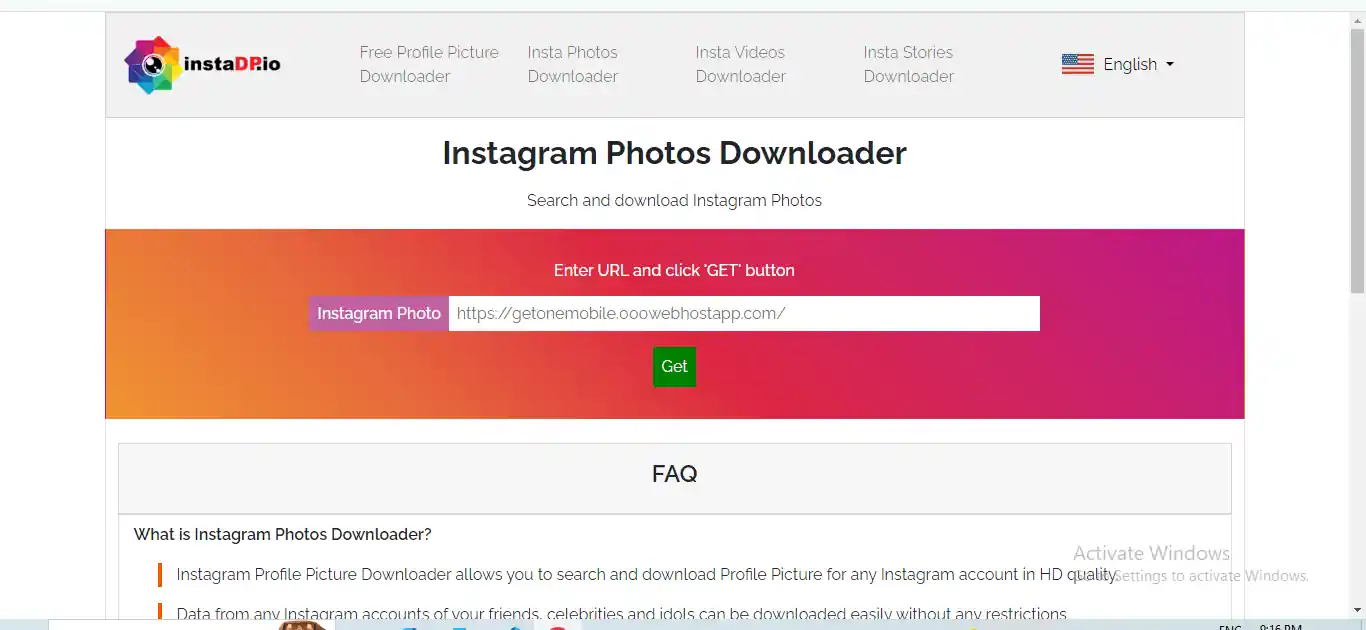 instaDP.io
Free Profile Picture Downloader
Insta Photos Downloader
Insta Videos Downloader
Insta Stories Downloader
English
Instagram Photos Downloader
Search and download Instagram Photos
Enter URL and click 'GET' button
Instagram Photo https://getonemobile.000webhostapp.com/
Get
FAQ
What is Instagram Photos Downloader?
Instagram Profile Picture Downloader allows you to search and download Profile Picture for any Instagram account in HD quality.
Data from any Instagram accounts of your friends, celebrities and idols can be downloaded easily without any restrictions.
Activate Windows
Go to Settings to activate Windows.
ENG 9:16 PM